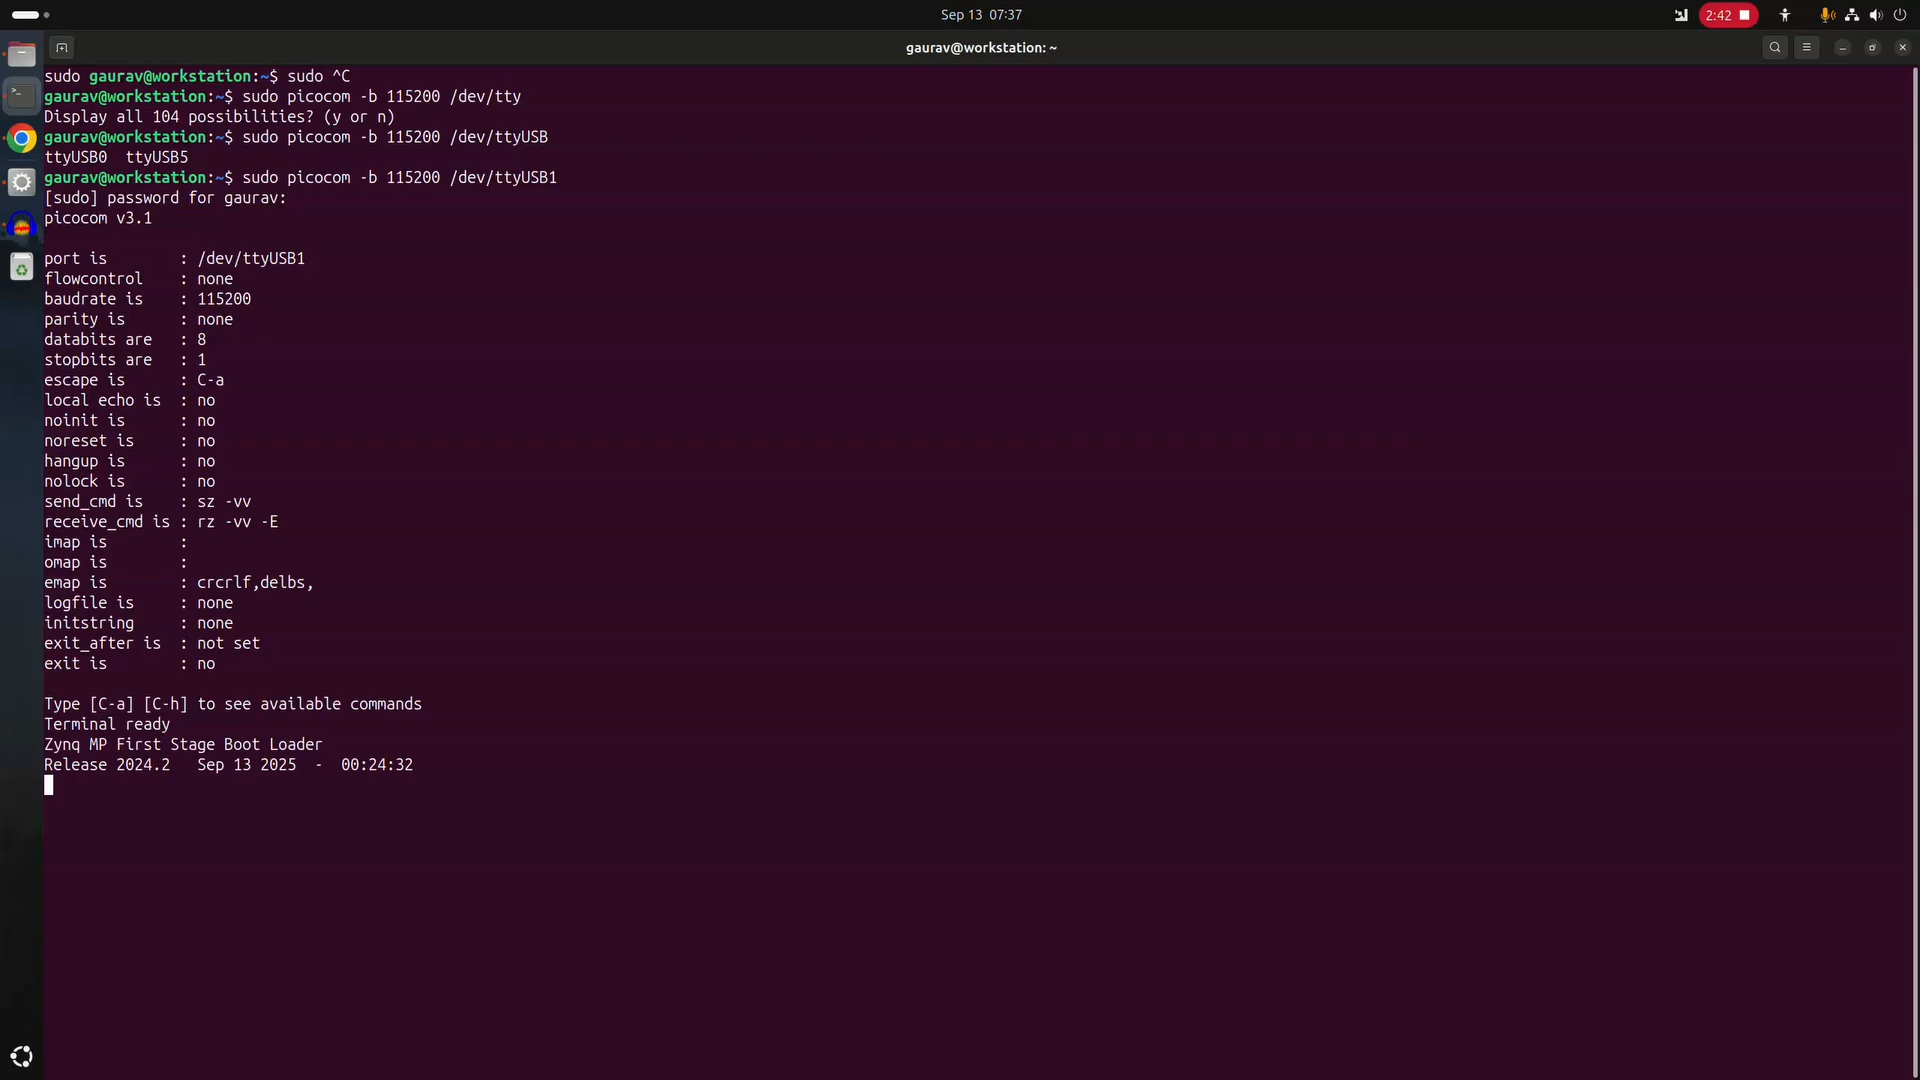 Sep 13 07:37
2:42
gaurav@workstation: ~
sudo gaurav@workstation:~$ sudo ^C
gaurav@workstation:~$ sudo picocom -b 115200 /dev/tty
Display all 104 possibilities? (y or n)
gaurav@workstation:~$ sudo picocom -b 115200 /dev/ttyUSB
ttyUSB0  ttyUSB5
gaurav@workstation:~$ sudo picocom -b 115200 /dev/ttyUSB1
[sudo] password for gaurav:
picocom v3.1
port is        : /dev/ttyUSB1
flowcontrol    : none
baudrate is    : 115200
parity is      : none
databits are   : 8
stopbits are   : 1
escape is      : C-a
local echo is  : no
noinit is      : no
noreset is     : no
hangup is      : no
nolock is      : no
send_cmd is    : sz -vv
receive_cmd is : rz -vv -E
imap is        :
omap is        :
emap is        : crcrlf,delbs,
logfile is     : none
initstring     : none
exit_after is  : not set
exit is        : no
Type [C-a] [C-h] to see available commands
Terminal ready
Zynq MP First Stage Boot Loader
Release 2024.2   Sep 13 2025  -  00:24:32